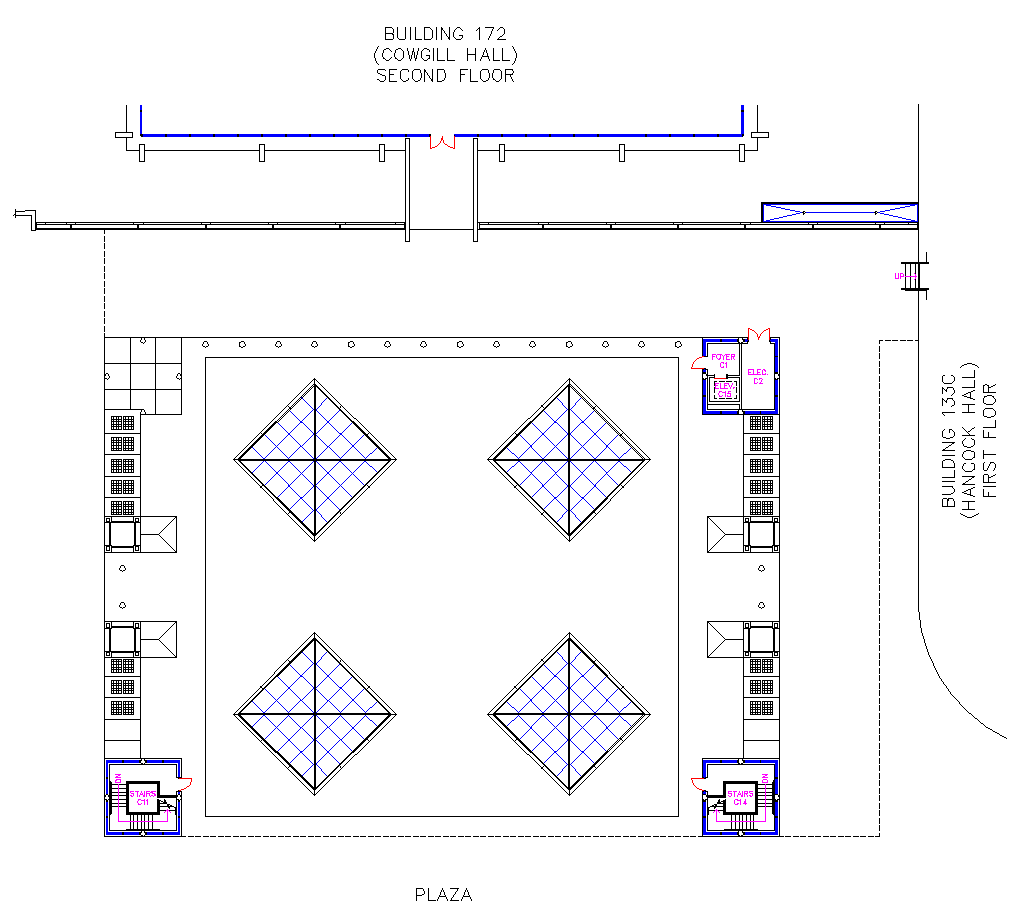 BUILDING 172
(COWGILL HALL)
SECOND FLOOR
UP
FOYER
C1
ELEC.
C2
ELEV.
C15
BUILDING 133C
(HANCOCK HALL)
FIRST FLOOR
DN
STAIRS
C11
DN
STAIRS
C14
PLAZA